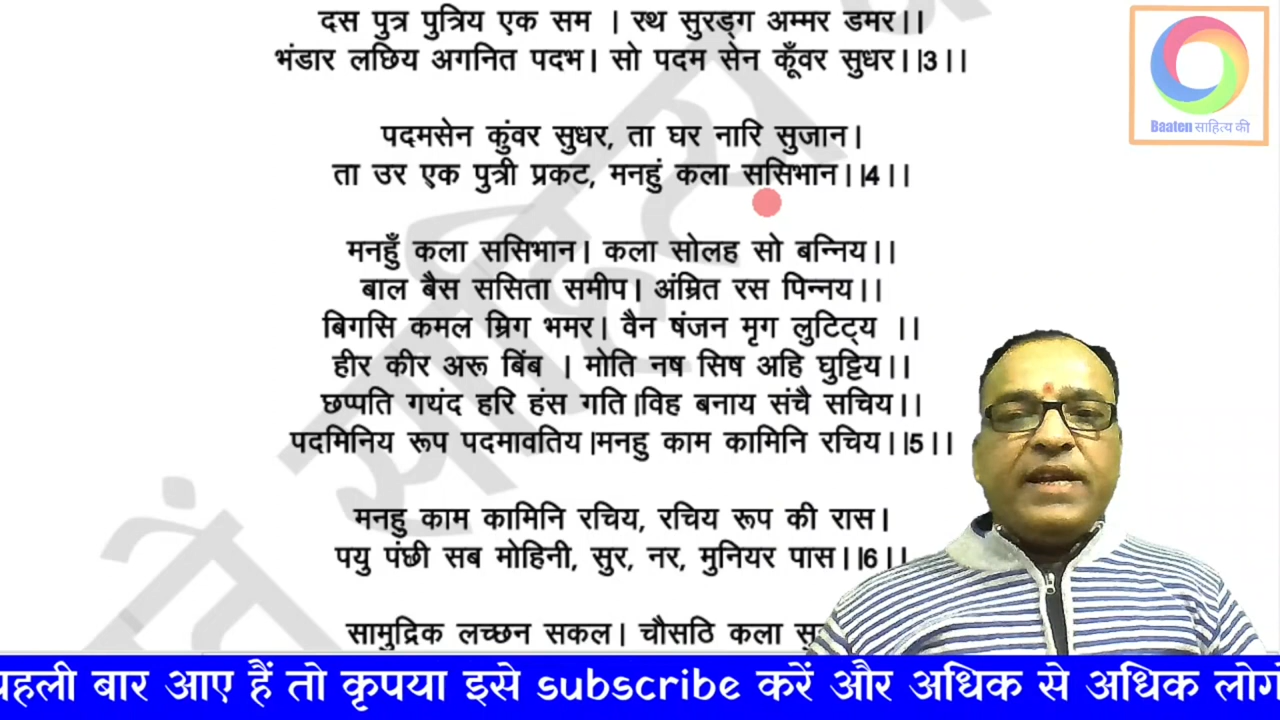 दस पुत्र पुत्रिय एक सम । रथ सुरड्ग अम्मर डमर।।
भंडार लछिय अगनित पदभ। सो पदम सेन कूँवर सुधर।।3।।
पदमसेन कुंवर सुधर, ता घर नारि सुजान।
ता उर एक पुत्री प्रकट, मनहुं कला ससिभान।।4।।
मनहुँ कला ससिभान। कला सोलह सो बन्निय।।
बाल बैस ससिता समीप। अंम्रित रस पिन्नय।।
बिगसि कमल म्रिग भमर। वैन षंजन मृग लुटिट्य ।।
हीर कीर अरू बिंब । मोति नष सिष अहि घुट्टिय।।
छप्पति गयंद हरि हंस गति।विह बनाय संचै सचिय।।
पदमिनिय रूप पदमावतिय।मनहु काम कामिनि रचिय।।5।।
मनहु काम कामिनि रचिय, रचिय रूप की रास।
पयु पंछी सब मोहिनी, सुर, नर, मुनियर पास।।6।।
सामुद्रिक लच्छन सकल। चौसठि कला
Baaten साहित्य की
पहली बार आए हैं तो कृपया इसे subscribe करें और अधिक से अधिक